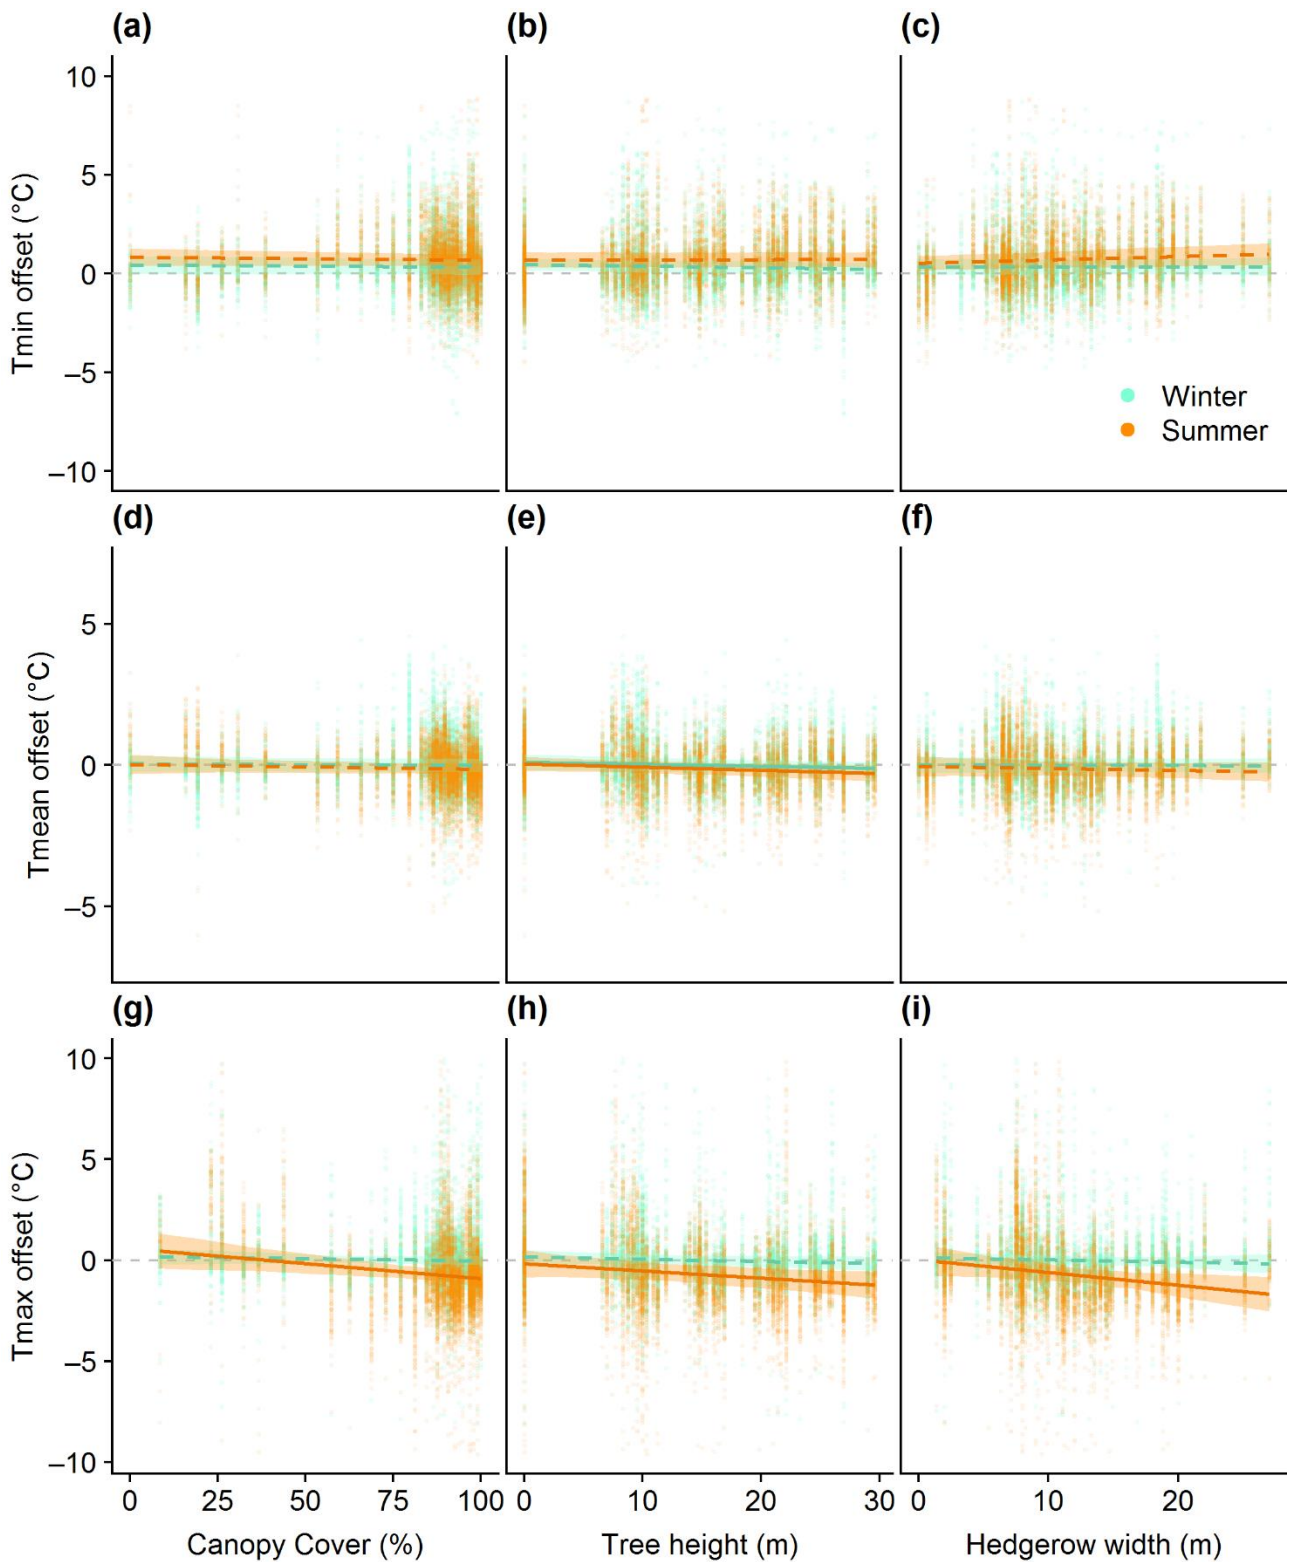 (a) (b) (c)
10
5
0
–5
–10
Tmin offset (°C)
Winter
Summer
(d) (e) (f)
5
0
–5
Tmean offset (°C)
(g) (h) (i)
10
5
0
–5
–10
Tmax offset (°C)
0 25 50 75 100 0 10 20 30 0 10 20
Canopy Cover (%) Tree height (m) Hedgerow width (m)